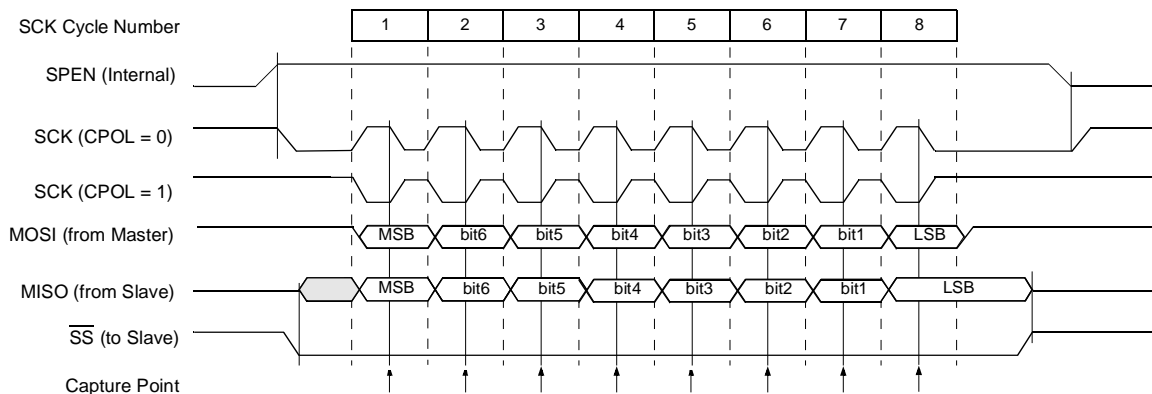 SCK Cycle Number 1 2 3 4 5 6 7 8
SPEN (Internal)
SCK (CPOL = 0)
SCK (CPOL = 1)
MOSI (from Master) MSB bit6 bit5 bit4 bit3 bit2 bit1 LSB
MISO (from Slave) MSB bit6 bit5 bit4 bit3 bit2 bit1 LSB
SS (to Slave)
Capture Point